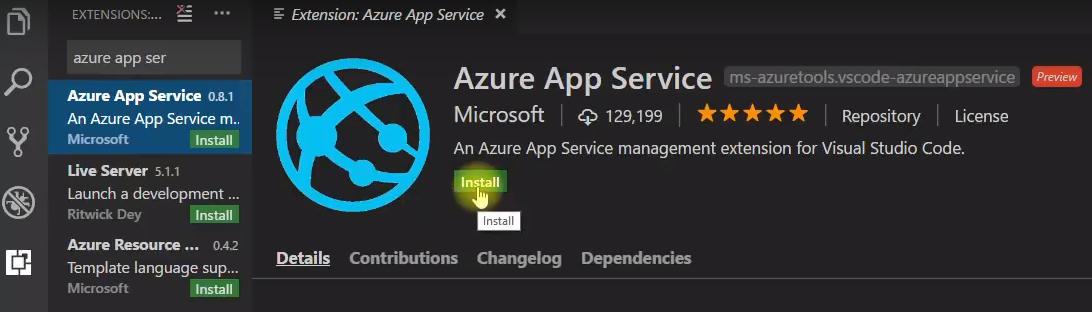 EXTENSIONS:...
azure app ser
Azure App Service 0.8.1
An Azure App Service m..
Microsoft Install
Live Server 5.1.1
Launch a development ...
Ritwick Dey Install
Azure Resource ... 0.4.2
Template language sup...
Microsoft Install
Extension: Azure App Service
Azure App Service ms-azuretools.vscode-azureappservice Preview
Microsoft 129,199 Repository License
An Azure App Service management extension for Visual Studio Code.
Install
Install
Details Contributions Changelog Dependencies